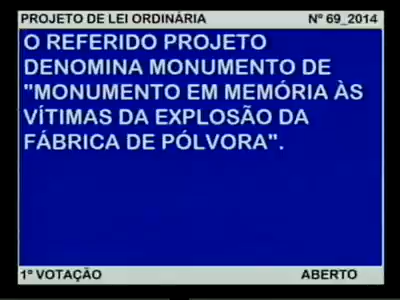 PROJETO DE LEI ORDINÁRIA Nº 69_2014
O REFERIDO PROJETO
DENOMINA MONUMENTO DE
"MONUMENTO EM MEMÓRIA ÀS
VÍTIMAS DA EXPLOSÃO DA
FÁBRICA DE PÓLVORA".
1º VOTAÇÃO ABERTO